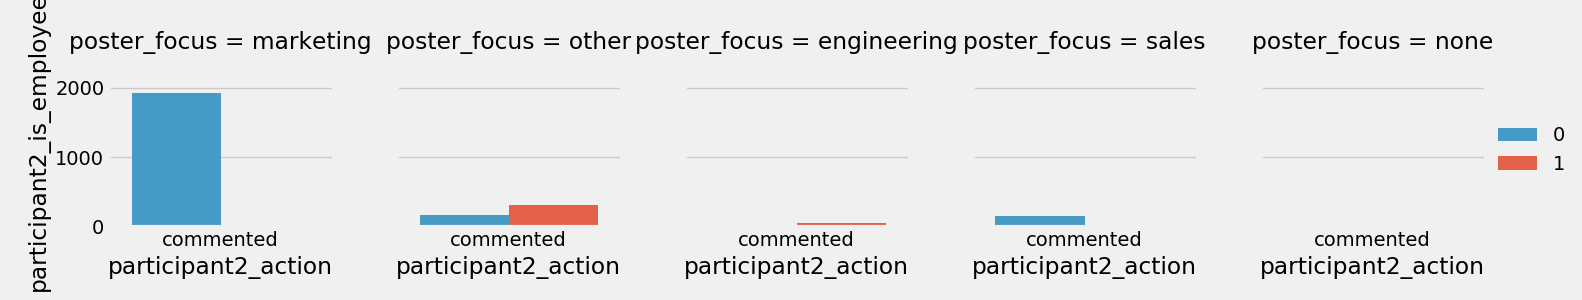 poster_focus = marketing
poster_focus = other
poster_focus = engineering
poster_focus = sales
poster_focus = none
participant2_is_employee
2000
1000
0
commented
commented
commented
commented
commented
participant2_action
participant2_action
participant2_action
participant2_action
participant2_action
0
1